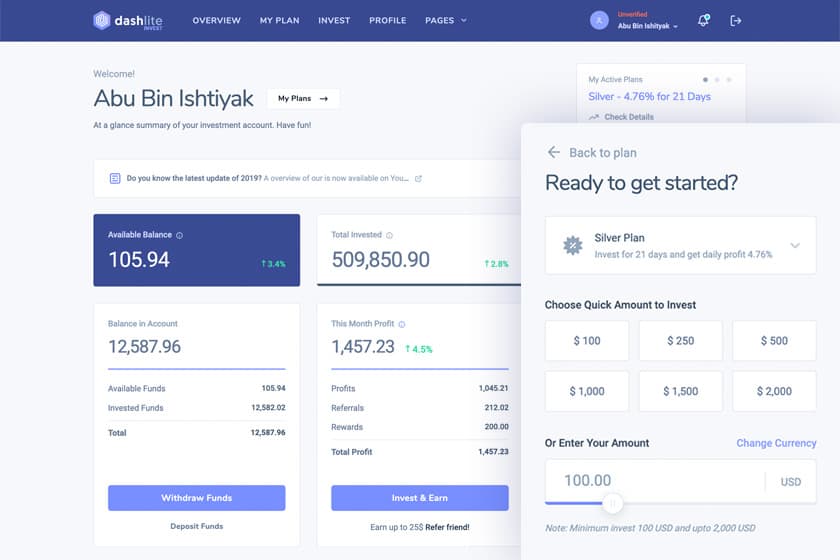 dashlite
INVEST
OVERVIEW
MY PLAN
INVEST
PROFILE
PAGES
Unverified
Abu Bin Ishityak
Welcome!
Abu Bin Ishtiyak
My Plans
At a glance summary of your investment account. Have fun!
My Active Plans
Silver - 4.76% for 21 Days
Check Details
Do you know the latest update of 2019? A overview of our is now available on You...
Available Balance
105.94
3.4%
Total Invested
509,850.90
2.8%
Balance in Account
12,587.96
Available Funds 105.94
Invested Funds 12,582.02
Total 12,587.96
Withdraw Funds
Deposit Funds
This Month Profit
1,457.23 4.5%
Profits 1,045.21
Referrals 212.02
Rewards 200.00
Total Profit 1,457.23
Invest & Earn
Earn up to 25$ Refer friend!
Back to plan
Ready to get started?
Silver Plan
Invest for 21 days and get daily profit 4.76%
Choose Quick Amount to Invest
$ 100 $ 250 $ 500
$ 1,000 $ 1,500 $ 2,000
Or Enter Your Amount Change Currency
100.00 USD
Note: Minimum invest 100 USD and upto 2,000 USD